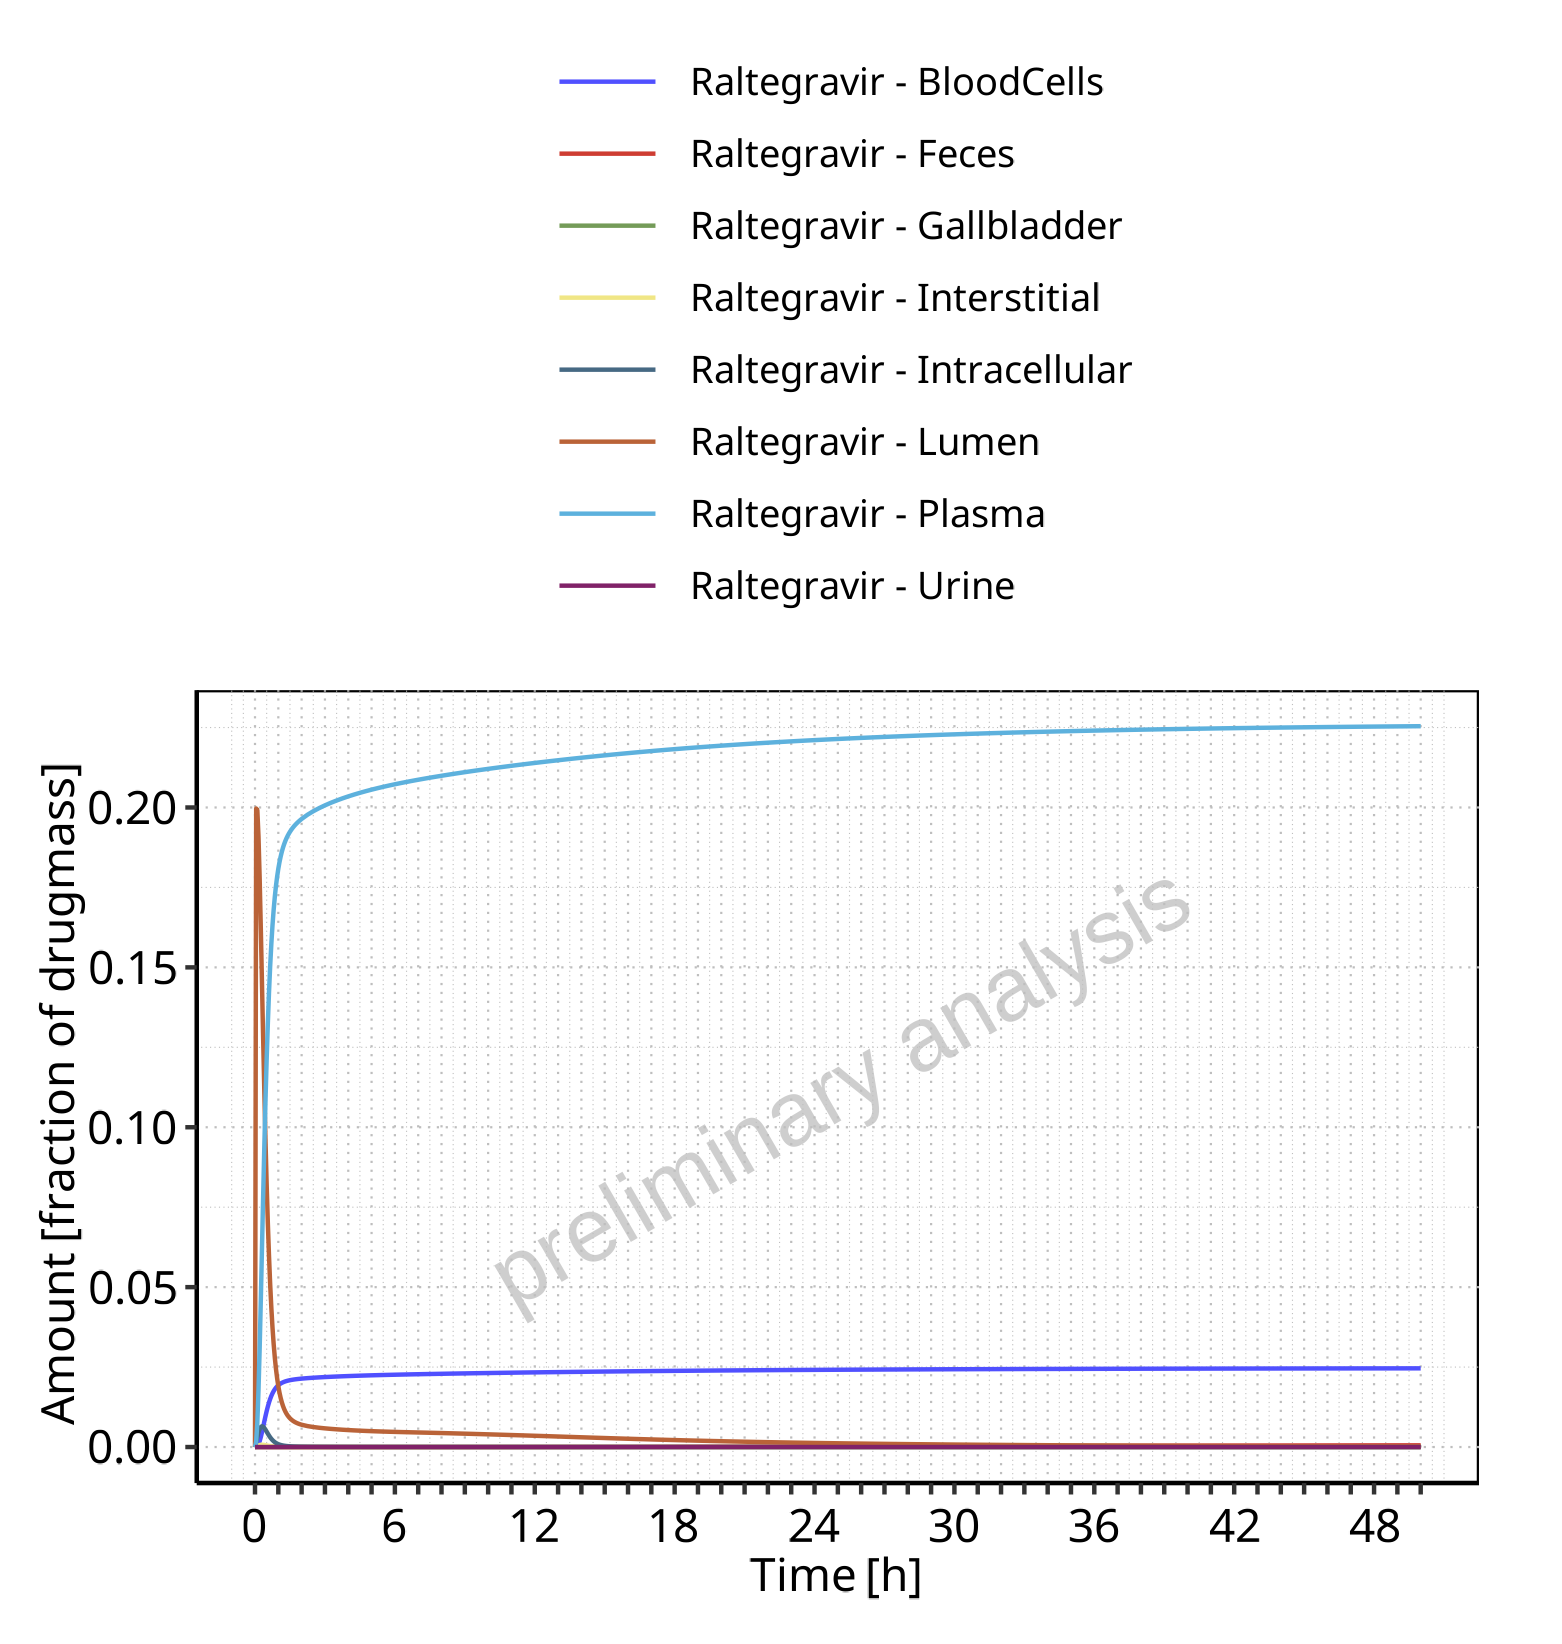 Raltegravir - BloodCells
Raltegravir - Feces
Raltegravir - Gallbladder
Raltegravir - Interstitial
Raltegravir - Intracellular
Raltegravir - Lumen
Raltegravir - Plasma
Raltegravir - Urine
Amount [fraction of drugmass]
0.20
0.15
0.10
0.05
0.00
preliminary analysis
0 6 12 18 24 30 36 42 48
Time [h]